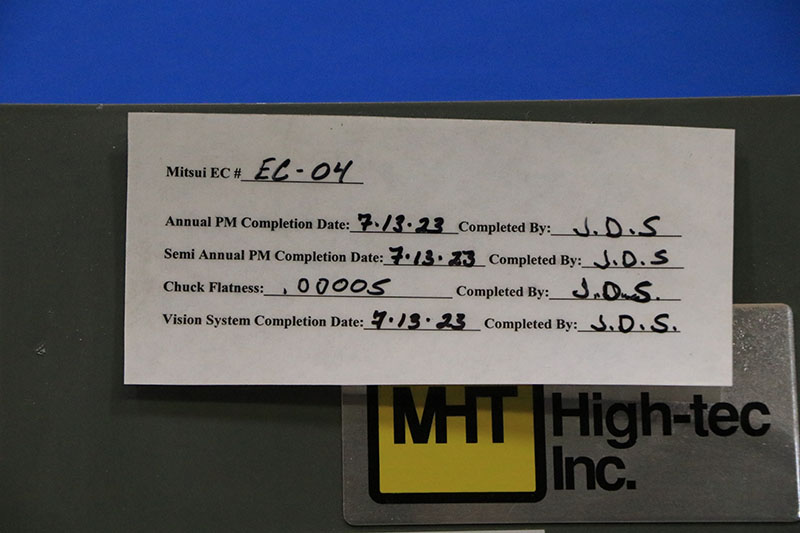 Mitsui EC # EC-04
Annual PM Completion Date: 7.13.23 Completed By: J.D.S
Semi Annual PM Completion Date: 7.13.23 Completed By: J.D.S
Chuck Flatness: .00005 Completed By: J.D.S.
Vision System Completion Date: 7.13.23 Completed By: J.D.S.
MHT High-tec
Inc.